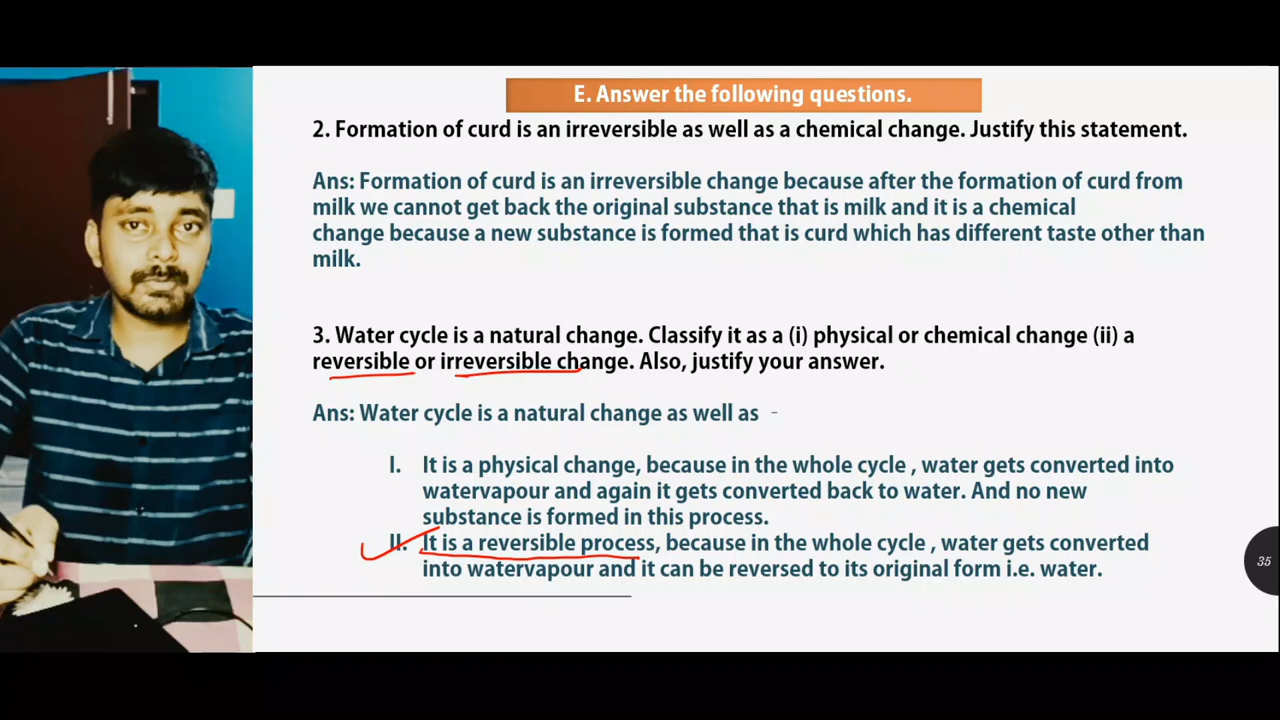 E. Answer the following questions.
2. Formation of curd is an irreversible as well as a chemical change. Justify this statement.
Ans: Formation of curd is an irreversible change because after the formation of curd from
milk we cannot get back the original substance that is milk and it is a chemical
change because a new substance is formed that is curd which has different taste other than
milk.
3. Water cycle is a natural change. Classify it as a (i) physical or chemical change (ii) a
reversible or irreversible change. Also, justify your answer.
Ans: Water cycle is a natural change as well as -
I. It is a physical change, because in the whole cycle , water gets converted into
watervapour and again it gets converted back to water. And no new
substance is formed in this process.
II. It is a reversible process, because in the whole cycle , water gets converted
into watervapour and it can be reversed to its original form i.e. water.
35